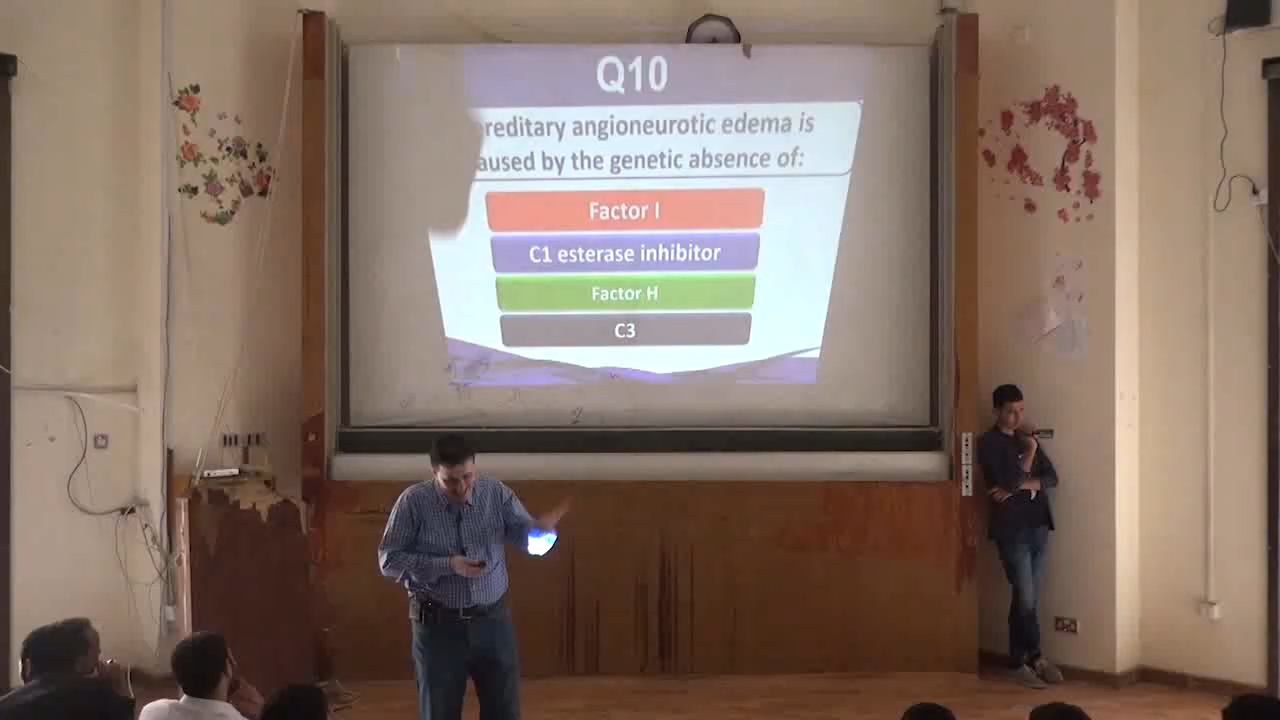 Q10
reditary angioneurotic edema is
aused by the genetic absence of:
Factor I
C1 esterase inhibitor
Factor H
C3